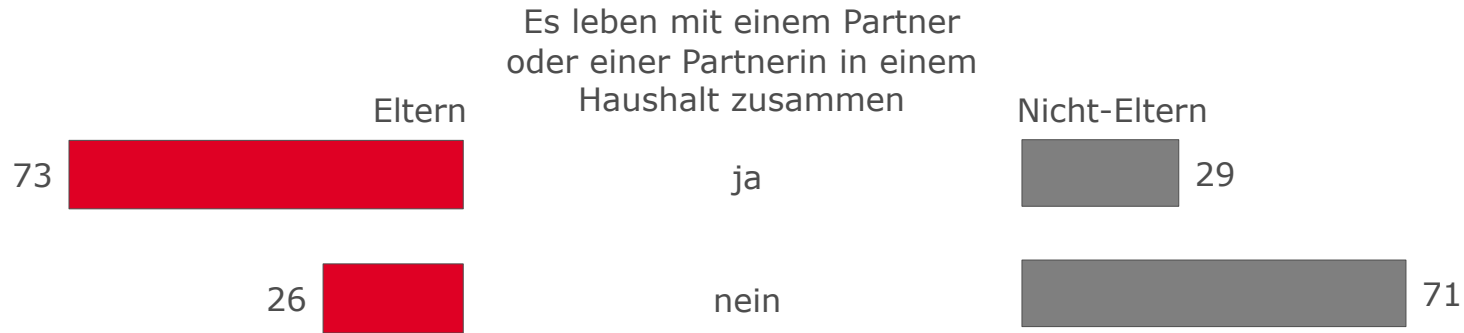 Es leben mit einem Partner
oder einer Partnerin in einem
Haushalt zusammen
Eltern
Nicht-Eltern
73
ja
29
26
nein
71